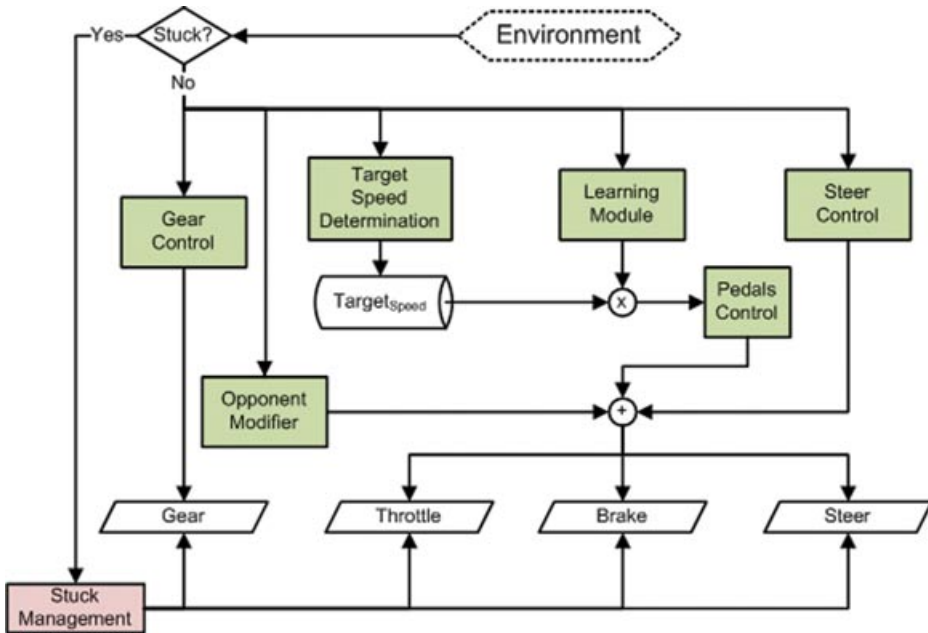 Yes
Stuck?
Environment
No
Target
Speed
Determination
Learning
Module
Steer
Control
Gear
Control
TargetSpeed
x
Pedals
Control
Opponent
Modifier
+
Gear
Throttle
Brake
Steer
Stuck
Management